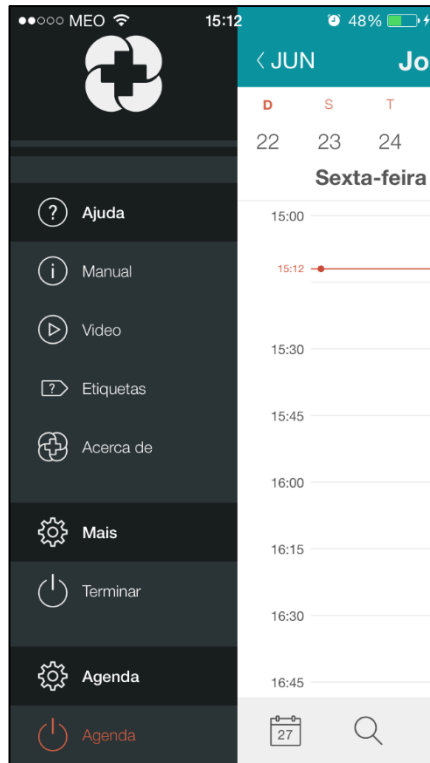 MEO 15:12 48%
JUN Jo
D S T
22 23 24
Sexta-feira
Ajuda
Manual
Video
Etiquetas
Acerca de
Mais
Terminar
Agenda
Agenda
15:00
15:12
15:30
15:45
16:00
16:15
16:30
16:45
27